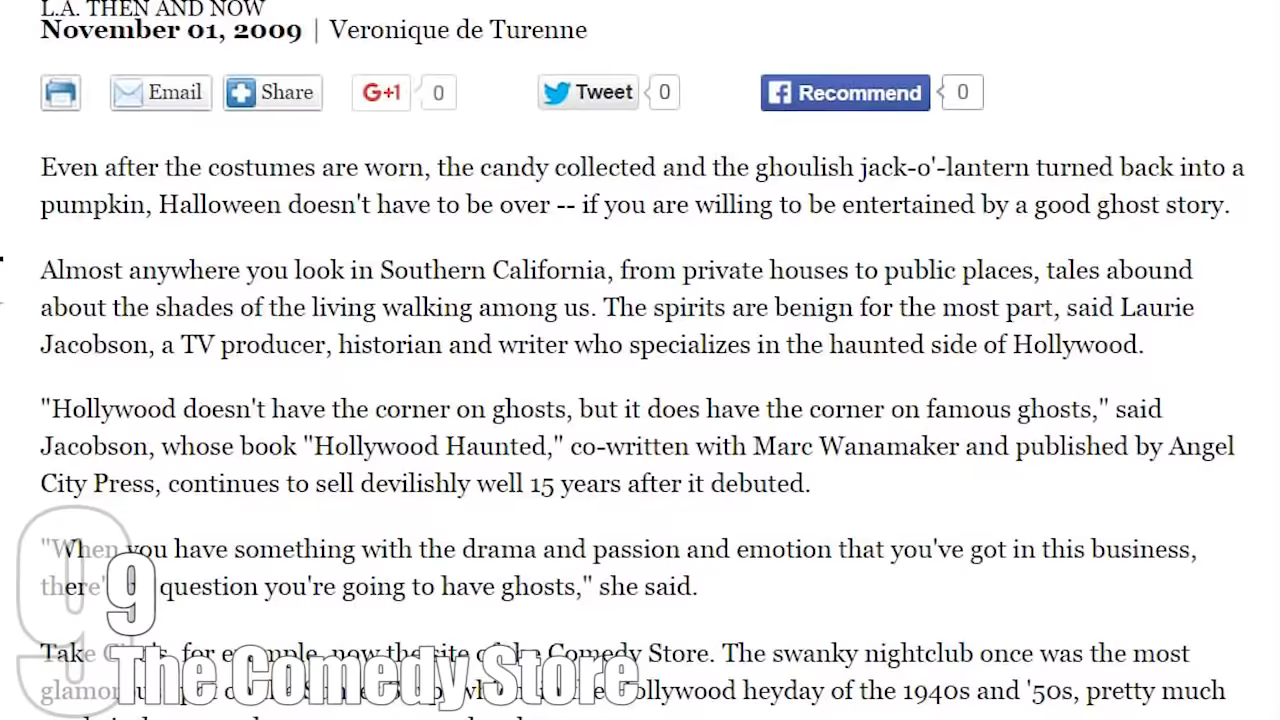 L.A. THEN AND NOW
November 01, 2009 | Veronique de Turenne
Email Share G+1 0 Tweet 0 Recommend 0
Even after the costumes are worn, the candy collected and the ghoulish jack-o'-lantern turned back into a
pumpkin, Halloween doesn't have to be over -- if you are willing to be entertained by a good ghost story.
Almost anywhere you look in Southern California, from private houses to public places, tales abound
about the shades of the living walking among us. The spirits are benign for the most part, said Laurie
Jacobson, a TV producer, historian and writer who specializes in the haunted side of Hollywood.
"Hollywood doesn't have the corner on ghosts, but it does have the corner on famous ghosts," said
Jacobson, whose book "Hollywood Haunted," co-written with Marc Wanamaker and published by Angel
City Press, continues to sell devilishly well 15 years after it debuted.
"When you have something with the drama and passion and emotion that you've got in this business,
question you're going to have ghosts," she said.
9
9
Take for example, now the site of the Comedy Store. The swanky nightclub once was the most
The Comedy Store
Hollywood heyday of the 1940s and '50s, pretty much